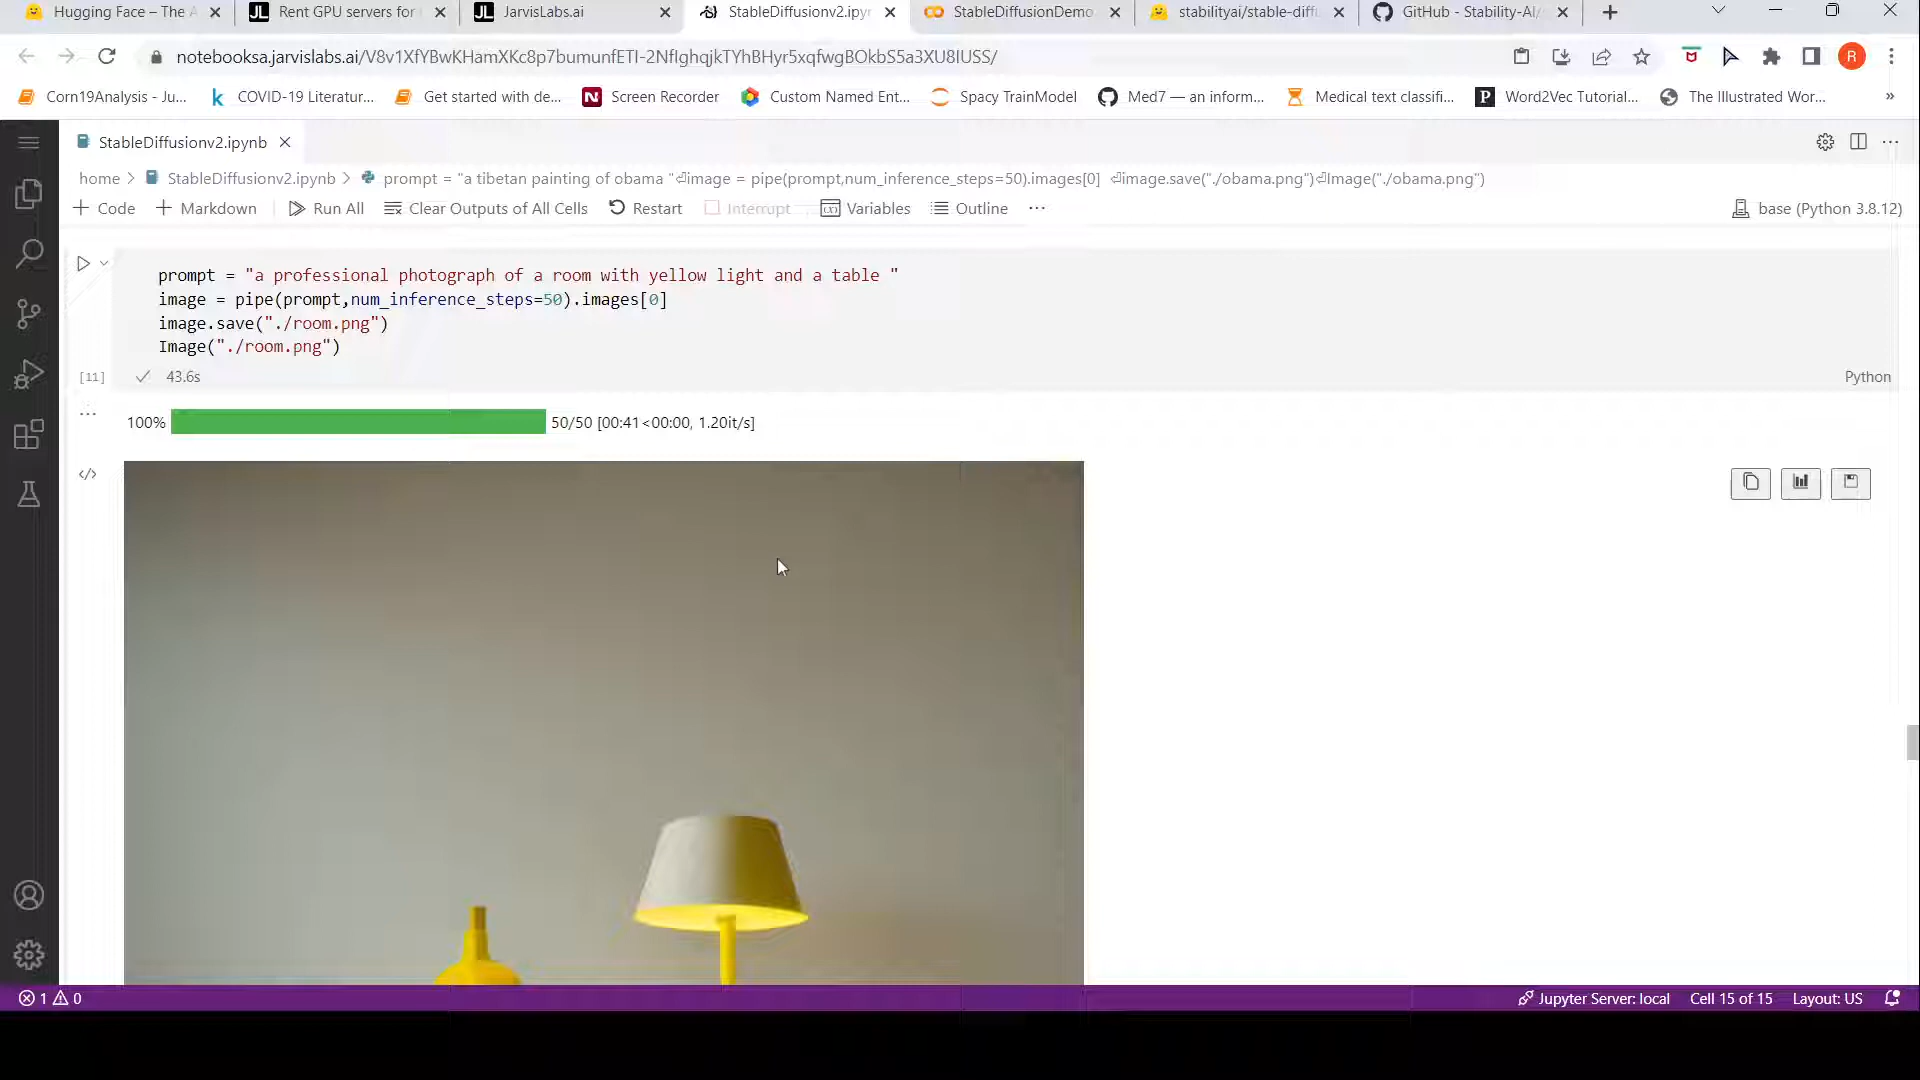 Hugging Face – The A
Rent GPU servers for
JarvisLabs.ai
StableDiffusionv2.ipyn
StableDiffusionDemo
stabilityai/stable-diffu
GitHub - Stability-AI/s
notebooksa.jarvislabs.ai/V8v1XfYBwKHamXKc8p7bumunfETI-2NfIghqjkTYhBHyr5xqfwgBOkbS5a3XU8IUSS/
R
Corn19Analysis - Ju...
COVID-19 Literatur...
Get started with de...
Screen Recorder
Custom Named Ent...
Spacy TrainModel
Med7 — an inform...
Medical text classifi...
Word2Vec Tutorial...
The Illustrated Wor...
»
StableDiffusionv2.ipynb
home > StableDiffusionv2.ipynb > prompt = "a tibetan painting of obama "⏎image = pipe(prompt,num_inference_steps=50).images[0] ⏎image.save("./obama.png")⏎Image("./obama.png")
+ Code + Markdown Run All Clear Outputs of All Cells Restart Interrupt Variables Outline ··· base (Python 3.8.12)
prompt = "a professional photograph of a room with yellow light and a table "
image = pipe(prompt,num_inference_steps=50).images[0]
image.save("./room.png")
Image("./room.png")
[11] 43.6s Python
100% 50/50 [00:41<00:00, 1.20it/s]
1 0 Jupyter Server: local Cell 15 of 15 Layout: US